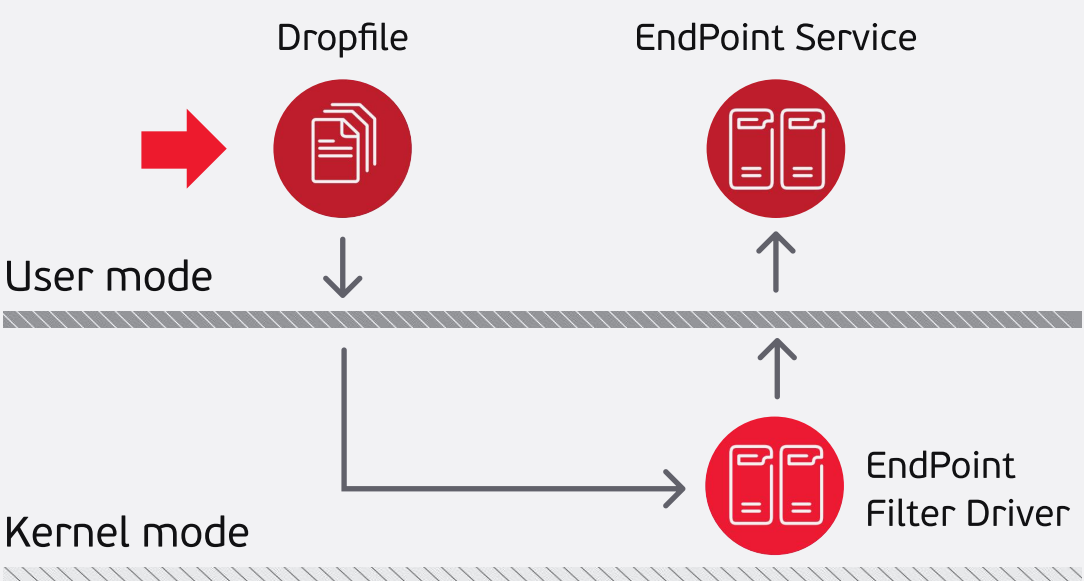 Dropfile
EndPoint Service
User mode
EndPoint
Filter Driver
Kernel mode